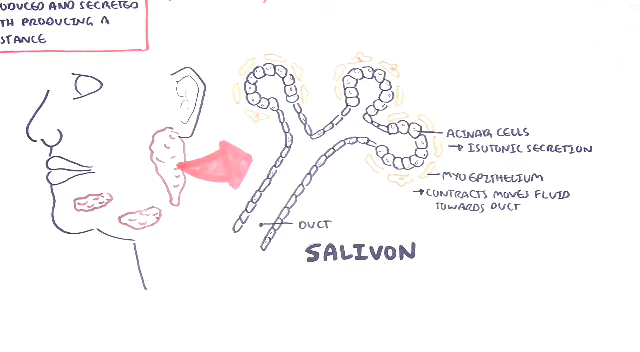 ODUCED AND SECRETED
TH PRODUCING A
STANCE
ACINAR CELLS
→ ISOTONIC SECRETION
MYOEPITHELIUM
→ CONTRACTS MOVES FLUID
TOWARDS DUCT
DUCT
SALIVON